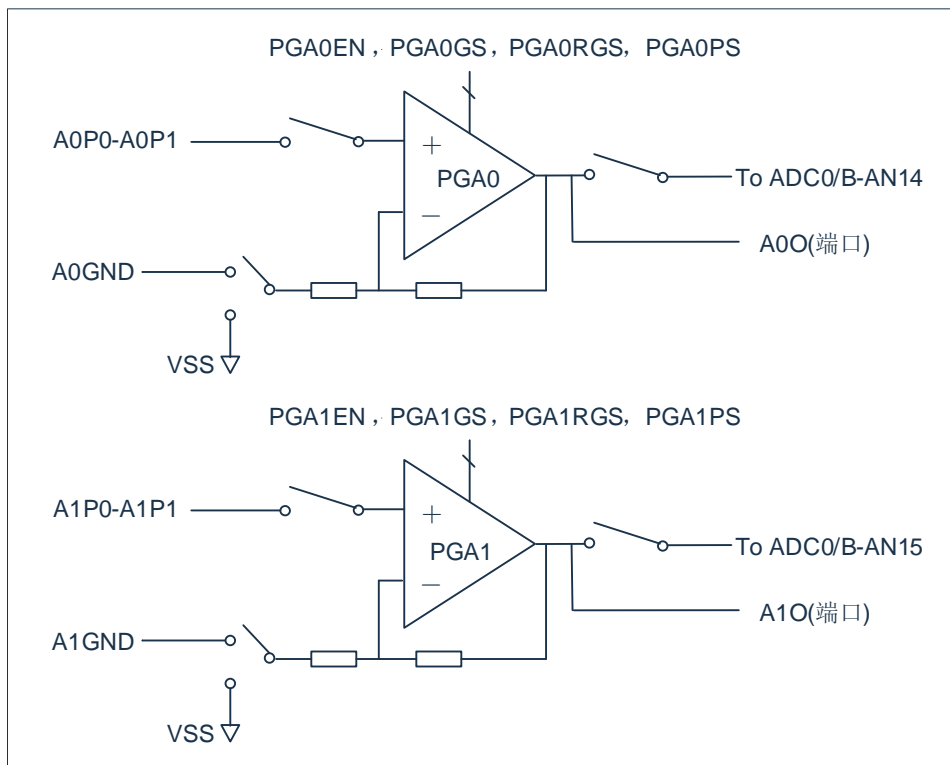 PGA0EN，PGA0GS，PGA0RGS，PGA0PS
A0P0-A0P1
+
PGA0
To ADC0/B-AN14
−
A0O(端口)
A0GND
VSS
PGA1EN，PGA1GS，PGA1RGS，PGA1PS
A1P0-A1P1
+
PGA1
To ADC0/B-AN15
−
A1O(端口)
A1GND
VSS